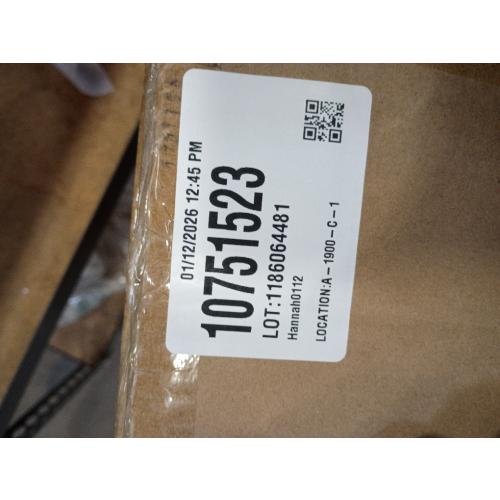 01/12/2026 12:45 PM
10751523
LOT:1186064481
Hannah0112
LOCATION:A-1900-C-1